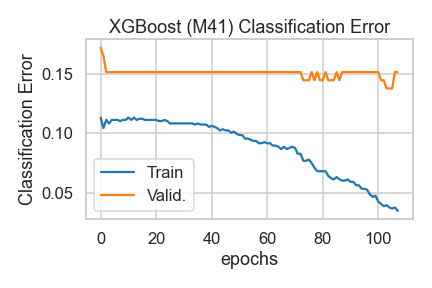 XGBoost (M41) Classification Error
Classification Error
0.15
0.10
0.05
Train
Valid.
0 20 40 60 80 100
epochs